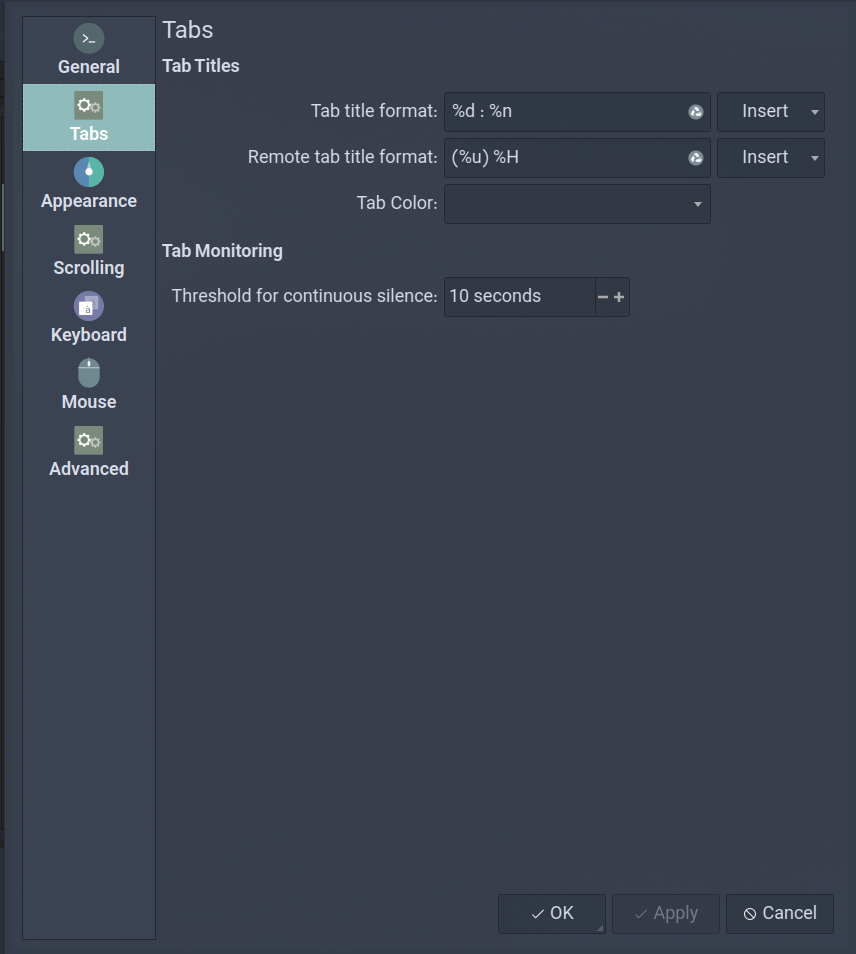 Tabs
General
Tab Titles
Tabs
Tab title format: %d : %n Insert
Remote tab title format: (%u) %H Insert
Appearance
Tab Color:
Tab Monitoring
Scrolling
Threshold for continuous silence: 10 seconds
Keyboard
Mouse
Advanced
OK Apply Cancel